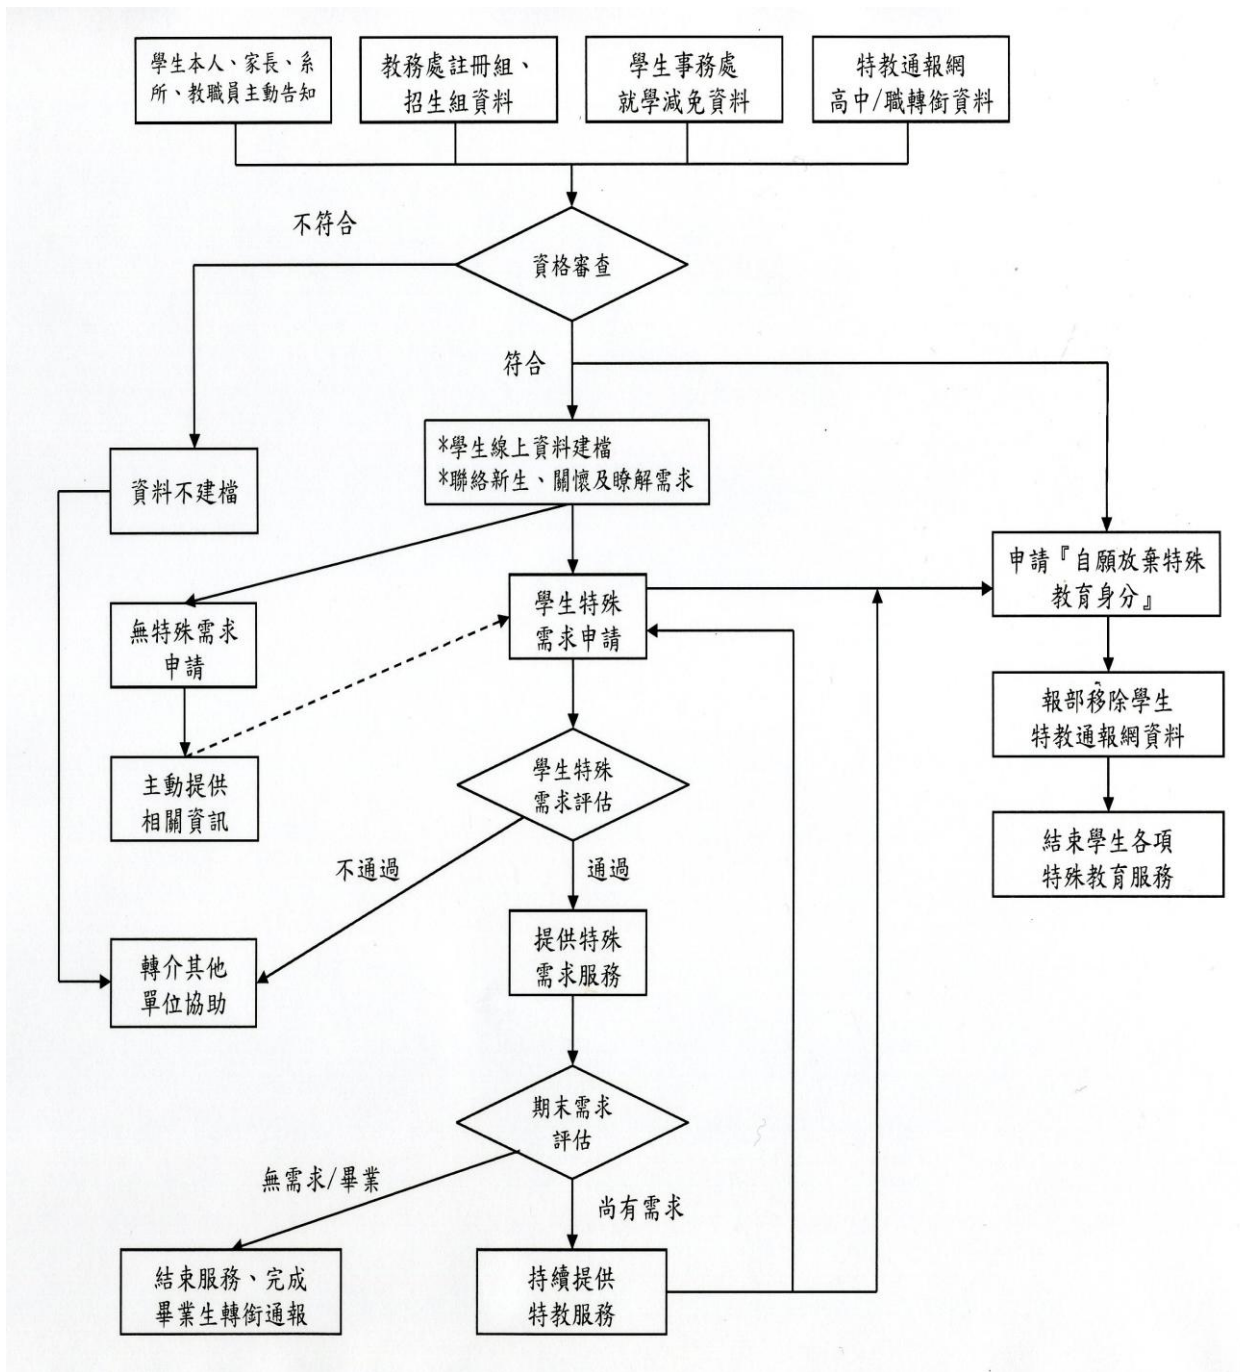 學生本人、家長、系
所、教職員主動告知
教務處註冊組、
招生組資料
學生事務處
就學減免資料
特教通報網
高中/職轉銜資料
不符合
資格審查
符合
*學生線上資料建檔
*聯絡新生、關懷及瞭解需求
資料不建檔
申請『自願放棄特殊
教育身分』
學生特殊
需求申請
無特殊需求
申請
報部移除學生
特教通報網資料
主動提供
相關資訊
學生特殊
需求評估
結束學生各項
特殊教育服務
不通過
通過
提供特殊
需求服務
轉介其他
單位協助
期末需求
評估
無需求/畢業
尚有需求
結束服務、完成
畢業生轉銜通報
持續提供
特教服務